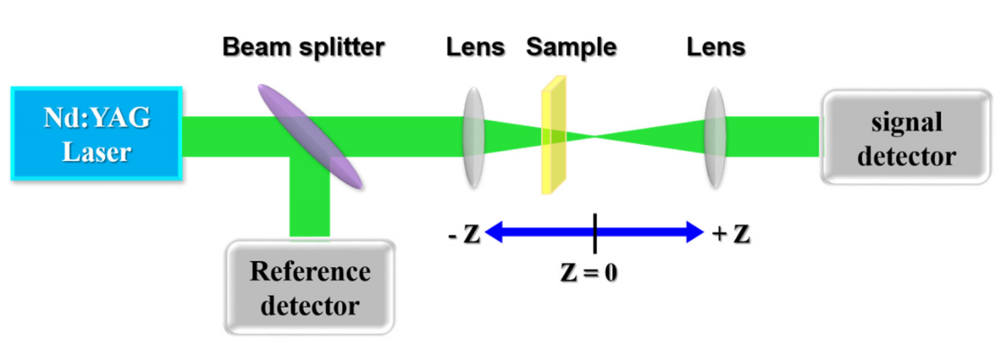 Beam splitter
Lens
Sample
Lens
Nd:YAG
Laser
signal
detector
- Z
+ Z
Z = 0
Reference
detector